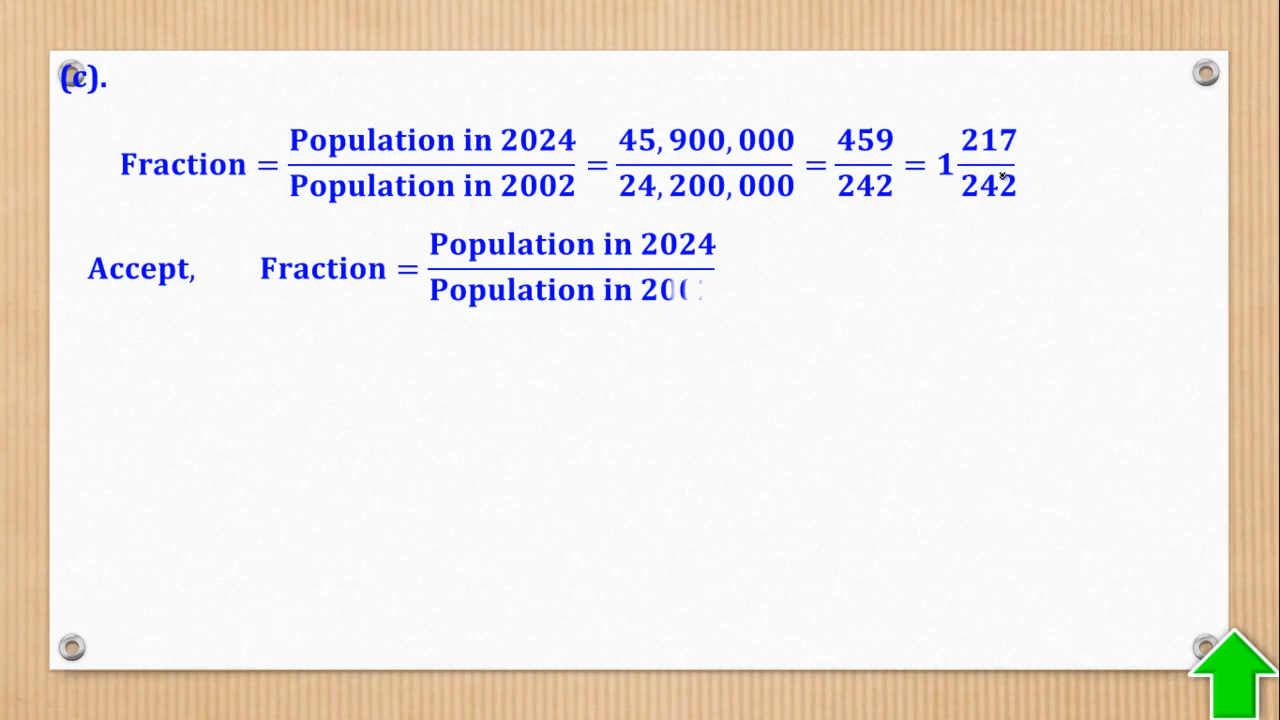 (c).
Fraction = Population in 2024 / Population in 2002 = 45,900,000 / 24,200,000 = 459 / 242 = 1 217 / 242
Accept, Fraction = Population in 2024 / Population in